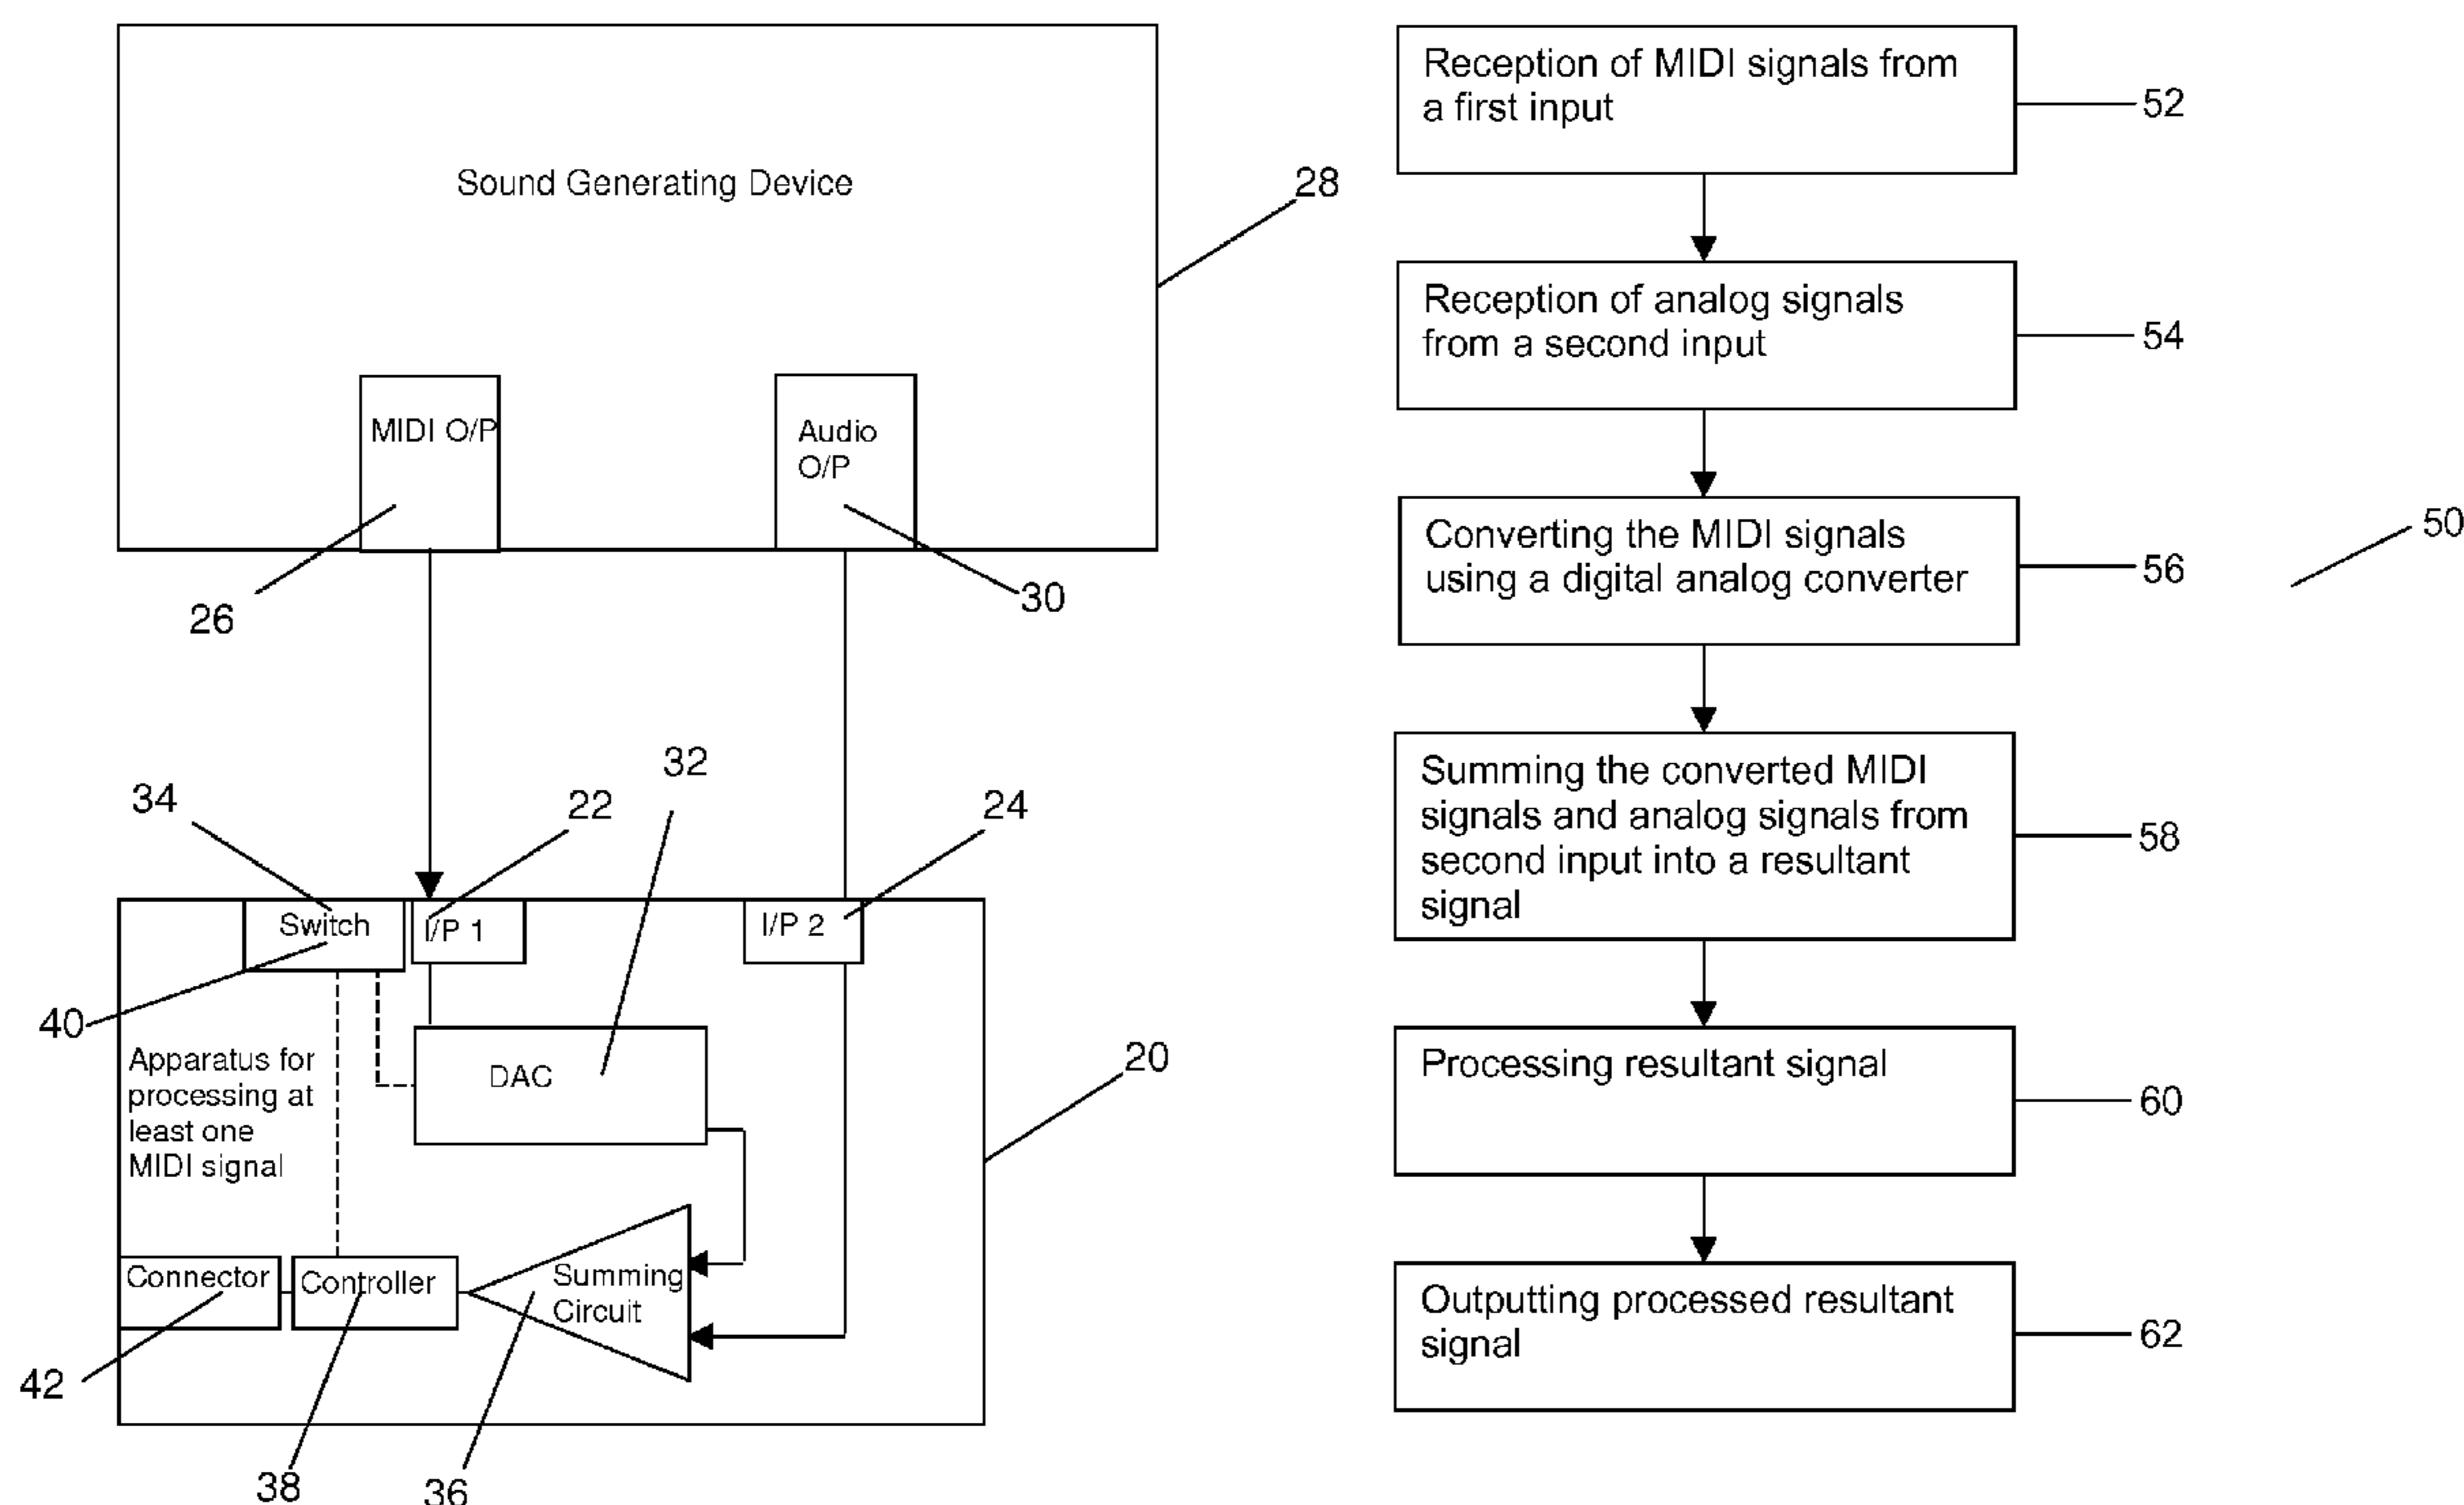 Sound Generating Device
28
MIDI O/P
Audio
O/P
26
30
32
34
22
24
Switch
I/P 1
I/P 2
40
Apparatus for
processing at
least one
MIDI signal
DAC
20
Connector
Controller
Summing
Circuit
42
38
36
Reception of MIDI signals from
a first input
52
Reception of analog signals
from a second input
54
Converting the MIDI signals
using a digital analog converter
56
50
Summing the converted MIDI
signals and analog signals from
second input into a resultant
signal
58
Processing resultant signal
60
Outputting processed resultant
signal
62